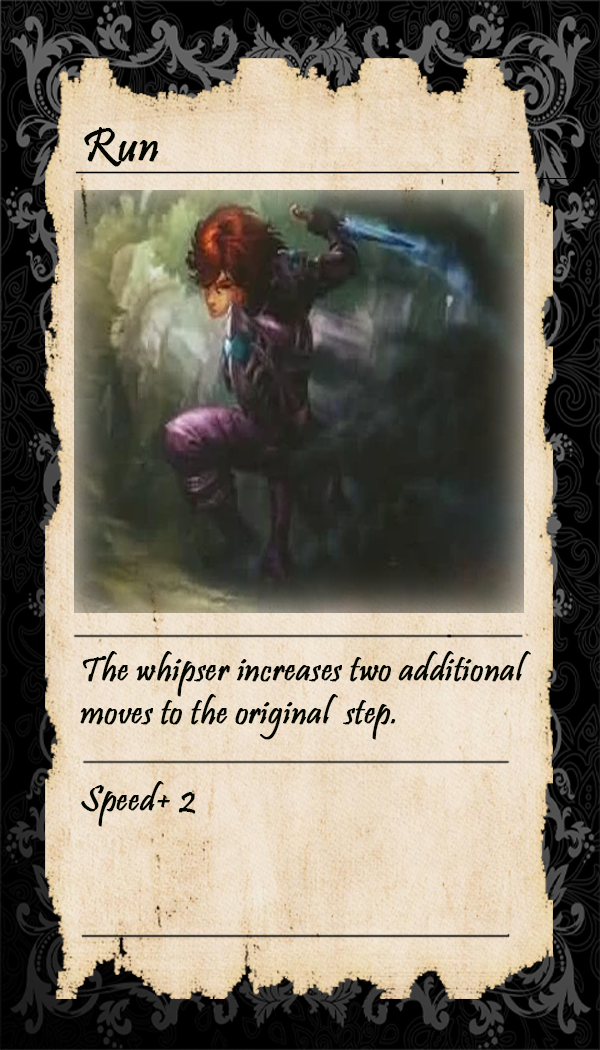 Run
The whipser increases two additional
moves to the original step.
Speed+ 2